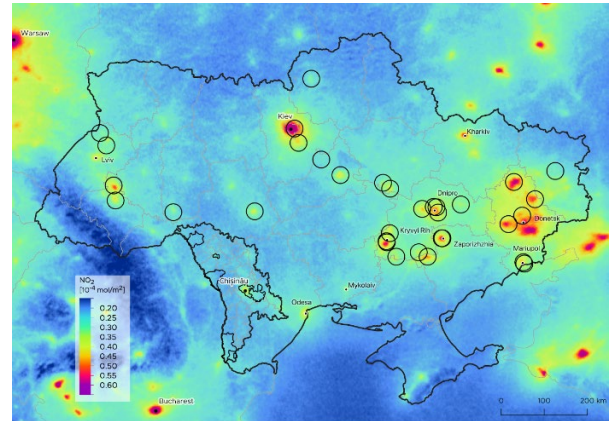 Warsaw
Kiev
Kharkiv
Lviv
Dnipro
Donetsk
Kryvyi Rih
Zaporizhzhia
Mariupol
Chișinău
Mykolaiv
Odesa
NO₂
[10⁻⁴ mol/m²]
0.20
0.25
0.30
0.35
0.40
0.45
0.50
0.55
0.60
Bucharest
0 100 200 km